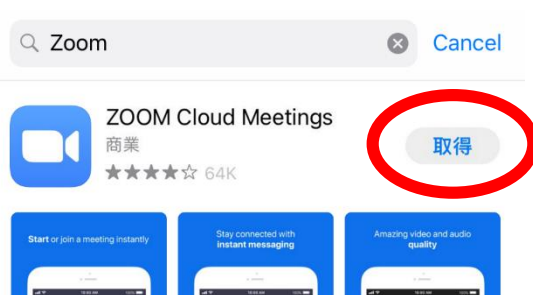 Zoom
Cancel
ZOOM Cloud Meetings
商業
取得
64K
Start or join a meeting instantly
Stay connected with
instant messaging
Amazing video and audio
quality